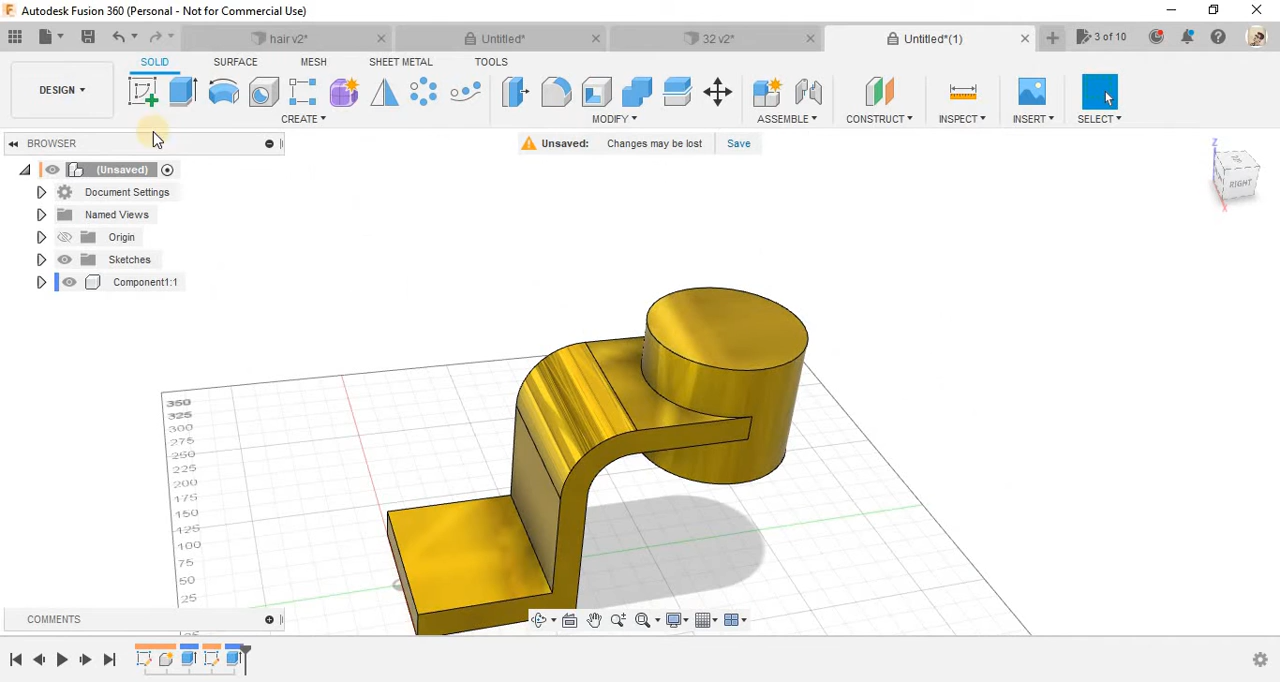 Autodesk Fusion 360 (Personal - Not for Commercial Use)
hair v2*
Untitled*
32 v2*
Untitled*(1)
3 of 10
DESIGN
SOLID
SURFACE
MESH
SHEET METAL
TOOLS
CREATE
MODIFY
ASSEMBLE
CONSTRUCT
INSPECT
INSERT
SELECT
BROWSER
Unsaved: Changes may be lost Save
(Unsaved)
Document Settings
Named Views
Origin
Sketches
Component1:1
Z
RIGHT
X
350
325
300
275
250
225
200
175
150
125
100
75
50
25
COMMENTS